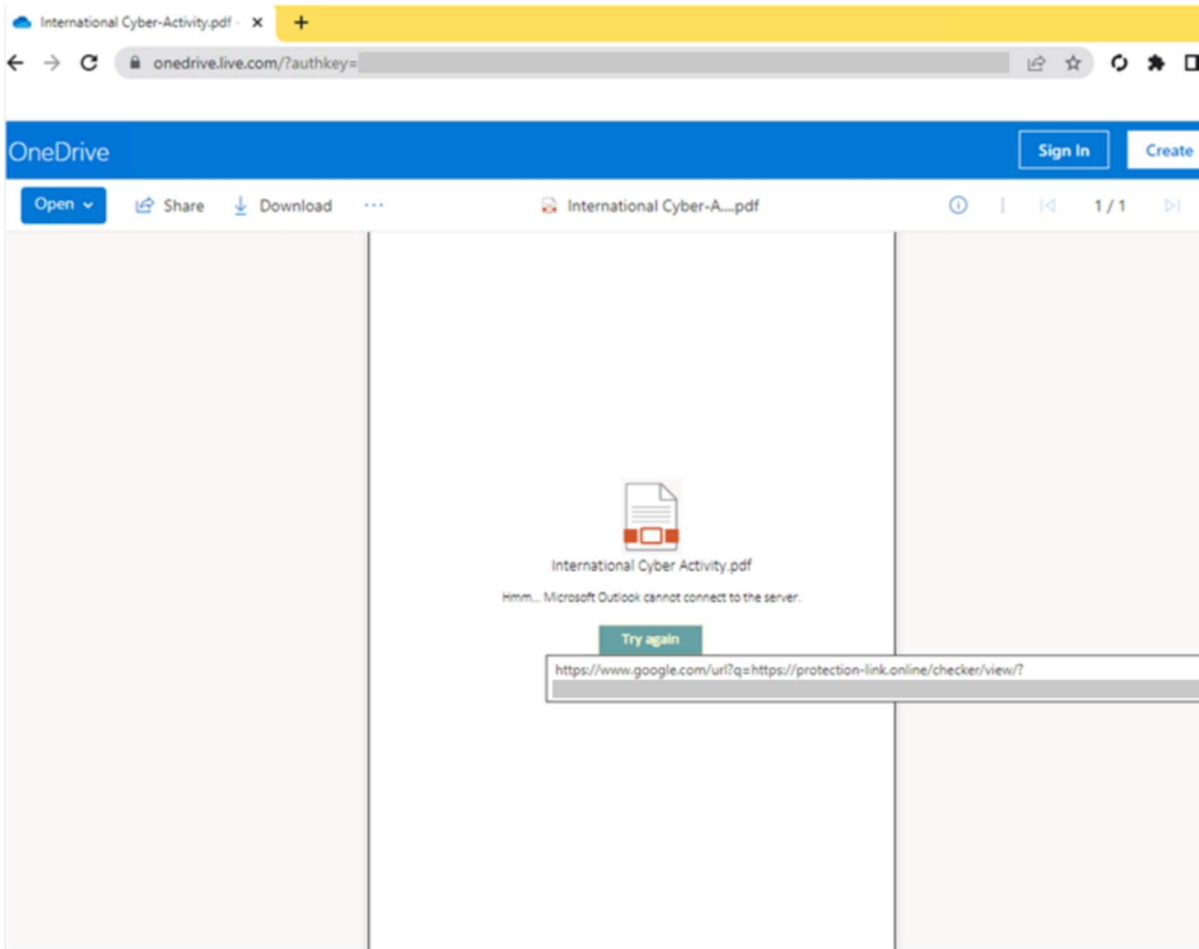 International Cyber-Activity.pdf -
onedrive.live.com/?authkey=
OneDrive
Sign In
Create
Open
Share
Download
...
International Cyber-A....pdf
1 / 1
International Cyber Activity.pdf
Hmm... Microsoft Outlook cannot connect to the server.
Try again
https://www.google.com/url?q=https://protection-link.online/checker/view/?